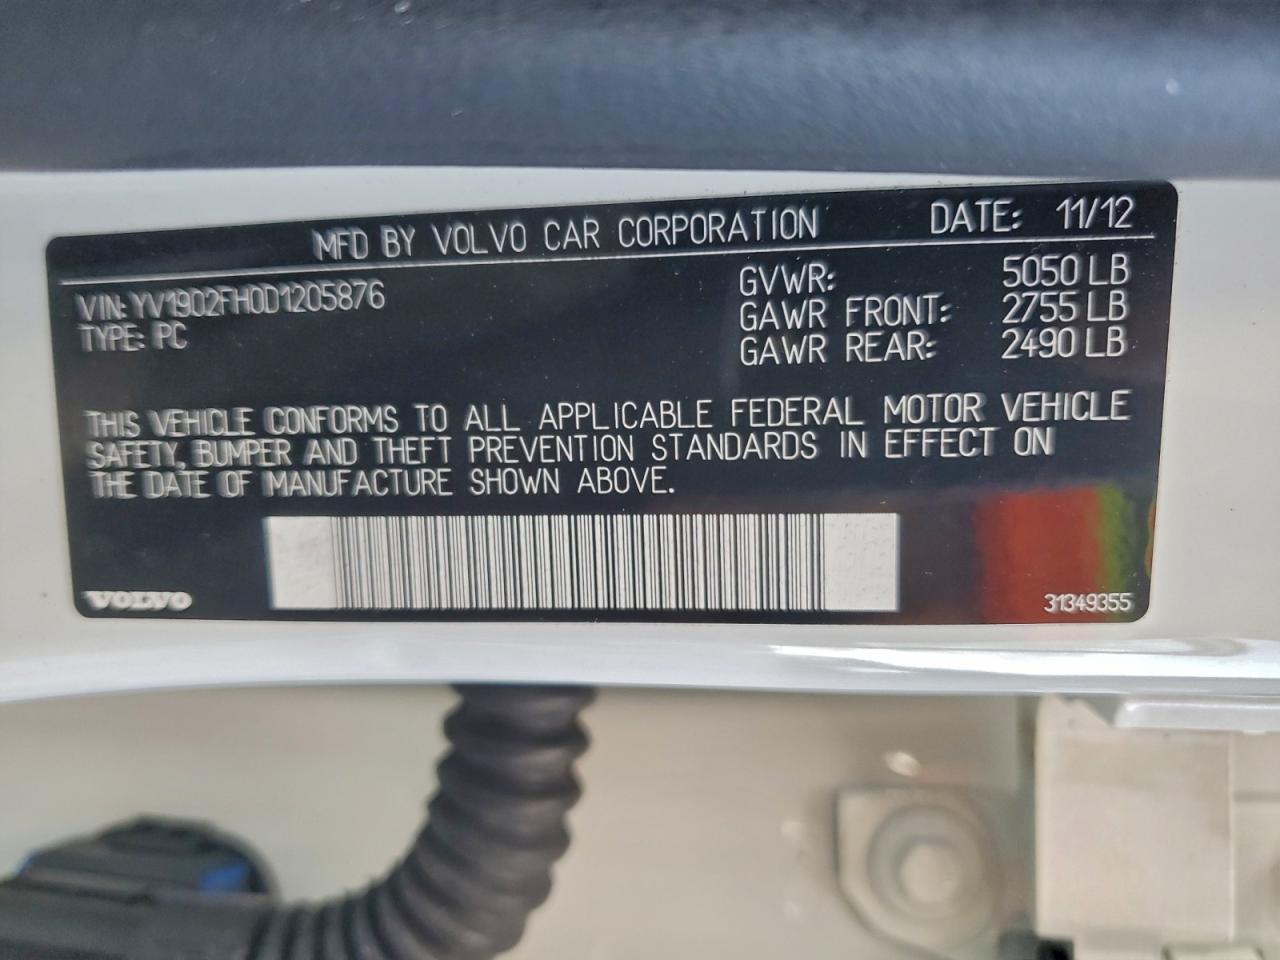 MFD BY VOLVO CAR CORPORATION DATE: 11/12
VIN: YV1902FH0D1205876 GVWR: 5050 LB
TYPE: PC GAWR FRONT: 2755 LB
GAWR REAR: 2490 LB
THIS VEHICLE CONFORMS TO ALL APPLICABLE FEDERAL MOTOR VEHICLE
SAFETY, BUMPER AND THEFT PREVENTION STANDARDS IN EFFECT ON
THE DATE OF MANUFACTURE SHOWN ABOVE.
VOLVO 31349355